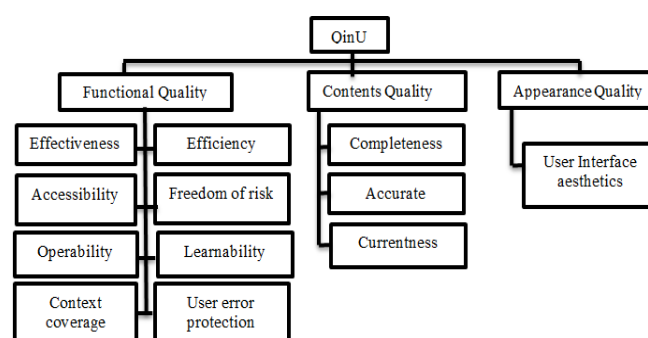 QinU
Functional Quality
Contents Quality
Appearance Quality
Effectiveness
Efficiency
Accessibility
Freedom of risk
Operability
Learnability
Context
coverage
User error
protection
Completeness
Accurate
Currentness
User Interface
aesthetics